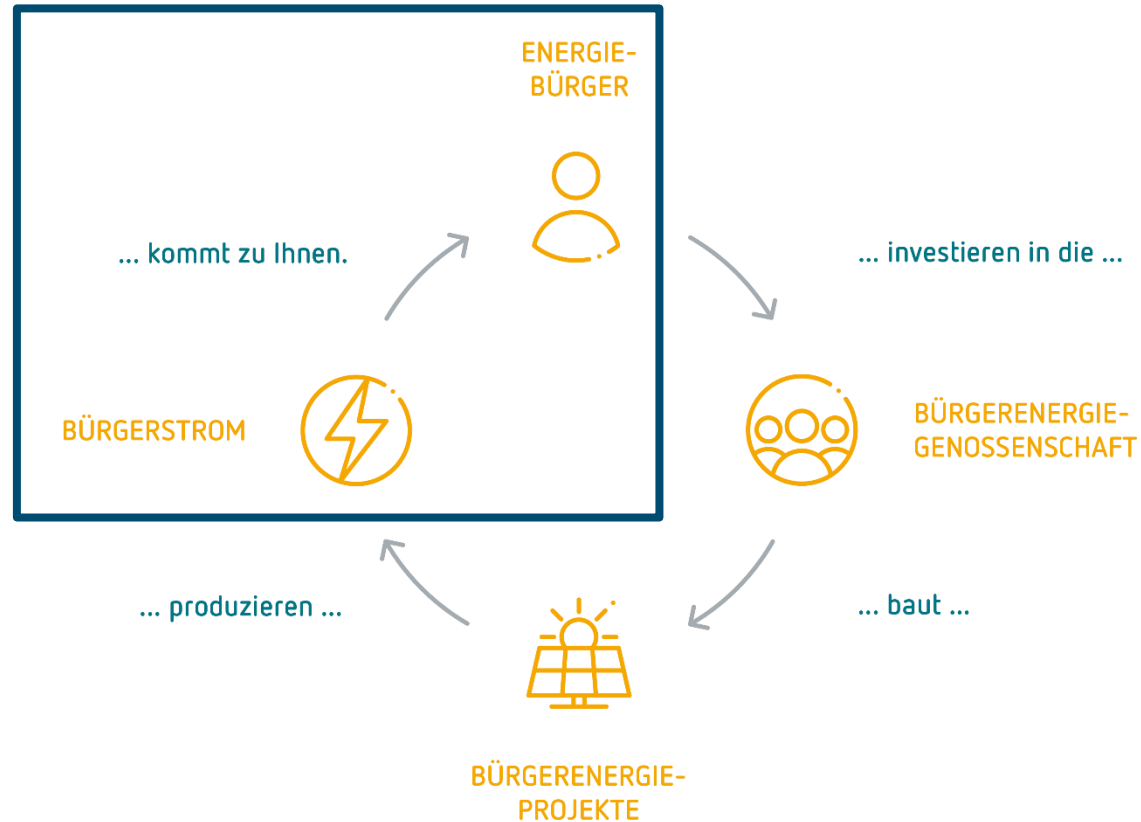 ENERGIE-
BÜRGER
... investieren in die ...
BÜRGERENERGIE-
GENOSSENSCHAFT
... baut ...
BÜRGERENERGIE-
PROJEKTE
... produzieren ...
BÜRGERSTROM
... kommt zu Ihnen.